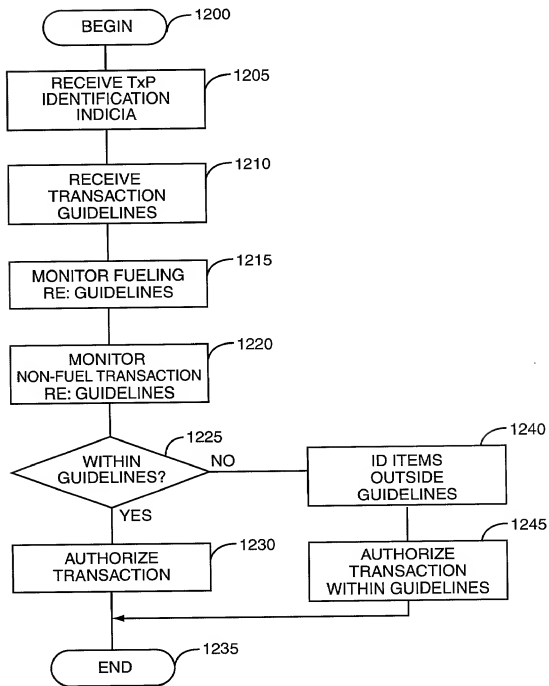 BEGIN
1200
RECEIVE TxP
IDENTIFICATION
INDICIA
1205
RECEIVE
TRANSACTION
GUIDELINES
1210
MONITOR FUELING
RE: GUIDELINES
1215
MONITOR
NON-FUEL TRANSACTION
RE: GUIDELINES
1220
WITHIN
GUIDELINES?
1225
NO
YES
ID ITEMS
OUTSIDE
GUIDELINES
1240
AUTHORIZE
TRANSACTION
1230
AUTHORIZE
TRANSACTION
WITHIN GUIDELINES
1245
END
1235